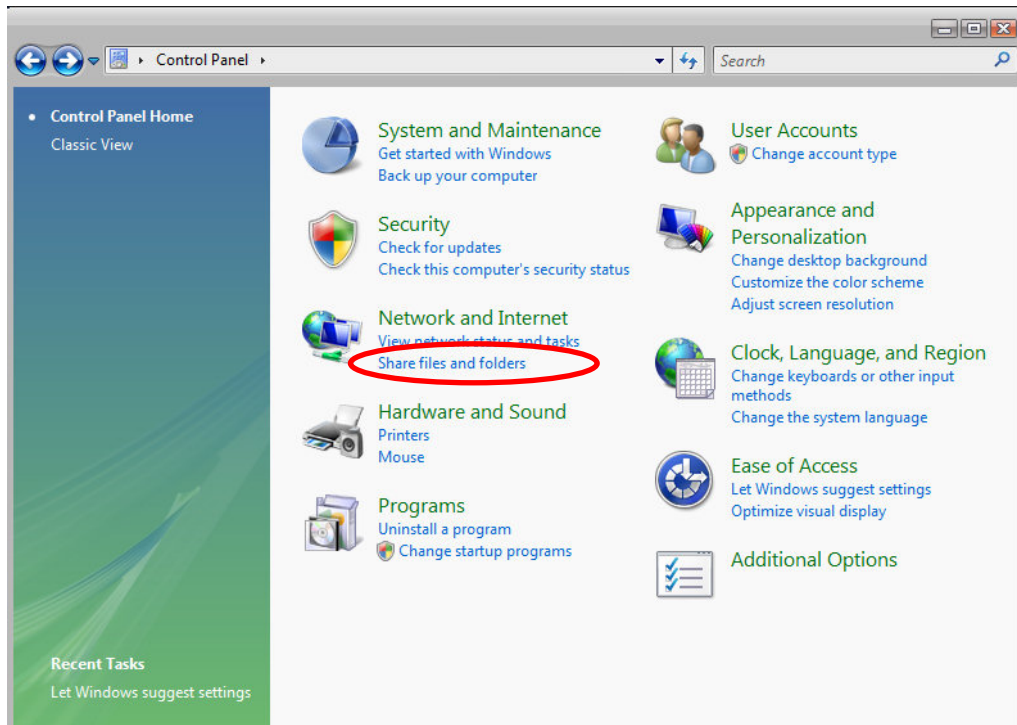 Control Panel
Search
Control Panel Home
Classic View
System and Maintenance
Get started with Windows
Back up your computer
Security
Check for updates
Check this computer's security status
Network and Internet
View network status and tasks
Share files and folders
Hardware and Sound
Printers
Mouse
Programs
Uninstall a program
Change startup programs
User Accounts
Change account type
Appearance and
Personalization
Change desktop background
Customize the color scheme
Adjust screen resolution
Clock, Language, and Region
Change keyboards or other input
methods
Change the system language
Ease of Access
Let Windows suggest settings
Optimize visual display
Additional Options
Recent Tasks
Let Windows suggest settings